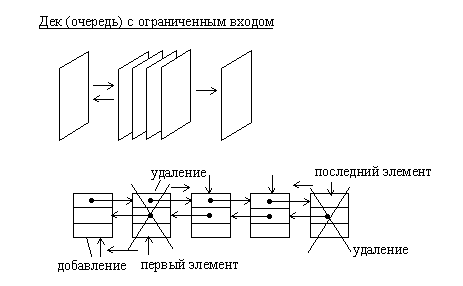 Дек (очередь) с ограниченным входом
удаление
последний элемент
удаление
добавление
первый элемент